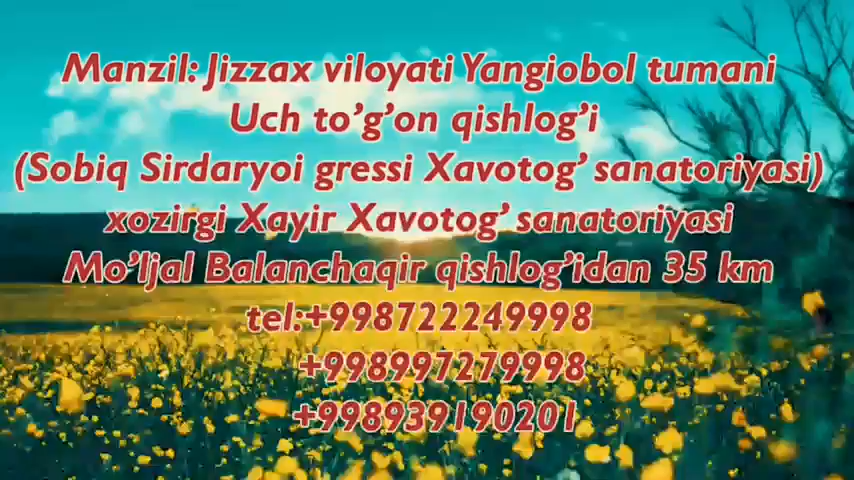 Manzil: Jizzax viloyati Yangiobol tumani
Uch to’g’on qishlog’i
(Sobiq Sirdaryoi gressi Xavotog’ sanatoriyasi)
xozirgi Xayir Xavotog’ sanatoriyasi
Mo’ljal Balanchaqir qishlog’idan 35 km
tel:+998722249998
+998997279998
+998939190201